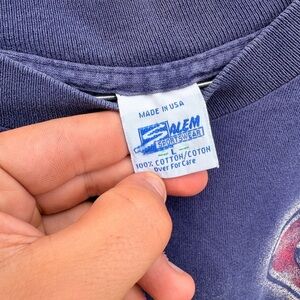 MADE IN USA
SALEM
SPORTSWEAR
L
100% COTTON/COTON
Over For Care